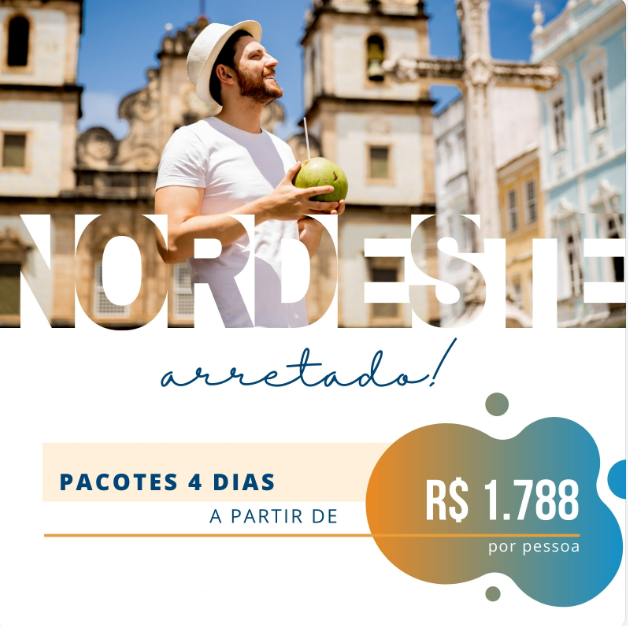 NORDESTE
arretado!
PACOTES 4 DIAS
A PARTIR DE
R$ 1.788
por pessoa